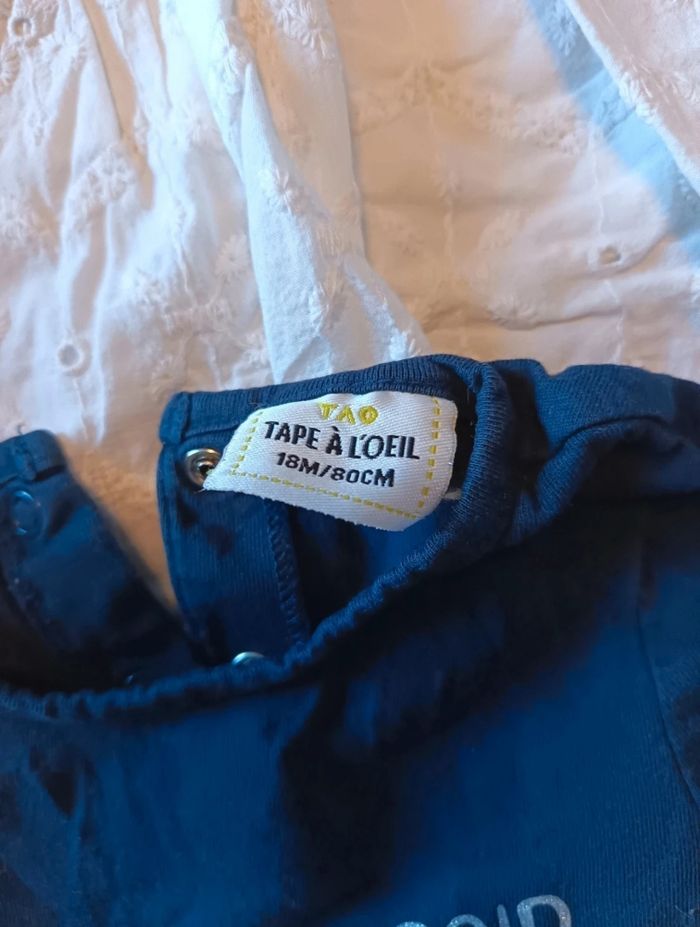 TAO
TAPE À L'OEIL
18M/80CM